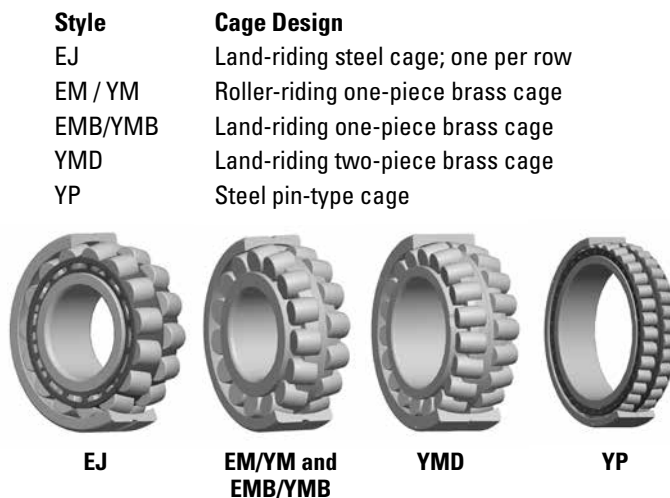 Style Cage Design
EJ Land-riding steel cage; one per row
EM / YM Roller-riding one-piece brass cage
EMB/YMB Land-riding one-piece brass cage
YMD Land-riding two-piece brass cage
YP Steel pin-type cage
EJ EM/YM and EMB/YMB YMD YP